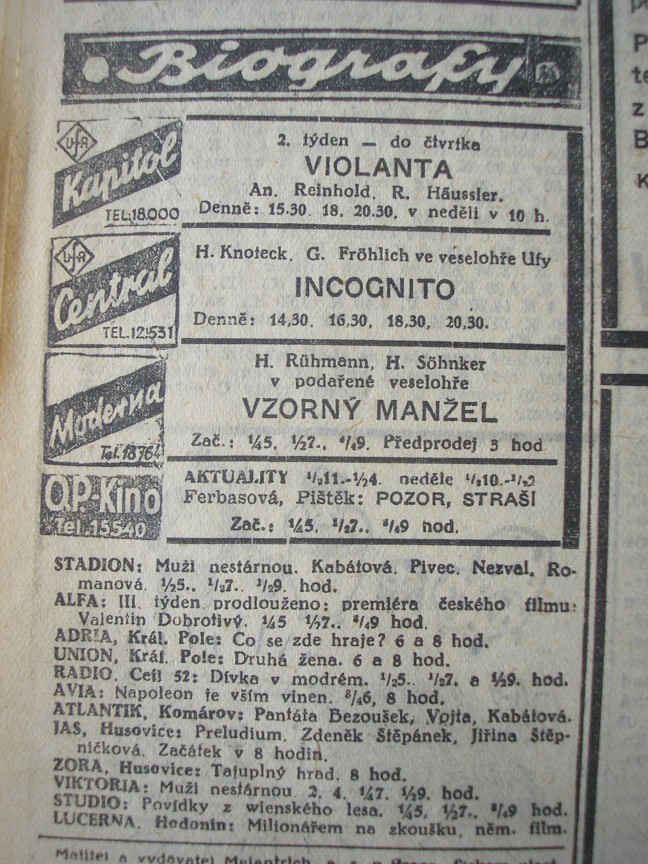 Biografy
UFA
Kapitol
TEL:18.000
2. týden — do čtvrtka
VIOLANTA
An. Reinhold, R. Häussler.
Denně: 15.30. 18. 20.30, v neděli v 10 h.
UFA
Central
TEL.12.531
H. Knoteck, G. Fröhlich ve veselohře Ufy
INCOGNITO
Denně: 14,30. 16,30, 18,30, 20,30.
Moderna
Tel. 18764
H. Rühmann, H. Söhnker
v podařené veselohře
VZORNÝ MANŽEL
Zač.: ¼5, ½7., ¾9. Předprodej 3 hod
OP-Kino
Tel. 15540
AKTUALITY ½11.-½4. neděle ½10.-½2
Ferbasová, Pištěk: POZOR, STRAŠÍ
Zač.: ¼5, ½7., ¾9 hod.
STADION: Muži nestárnou. Kabátová, Pivec, Nezval, Ro-
manová. ½5., ½7., ½9. hod.
ALFA: III. týden prodlouženo: premiéra českého filmu:
Valentin Dobrotivý. ¼5 ½7., ¾9 hod.
ADRIA, Král. Pole: Co se zde hraje? 6 a 8 hod.
UNION, Král. Pole: Druhá žena. 6 a 8 hod.
RADIO. Cejl 52: Dívka v modrém. ½5., ½7. a ½9. hod.
AVIA: Napoleon je vším vinen. ¾6, 8 hod.
ATLANTIK, Komárov: Pantáta Bezoušek, Vojta, Kabátová.
JAS, Husovice: Preludium. Zdeněk Štěpánek, Jiřina Štěp-
ničková. Začátek v 8 hodin.
ZORA, Husovice: Tajuplný hrad. 8 hod.
VIKTORIA: Muži nestárnou. 2. 4. ¼7. ½9. hod.
STUDIO: Povídky z wienského lesa. ¼5, ½7., ¾9 hod.
LUCERNA. Hodonín: Milionářem na zkoušku, něm. film.
Majitel a vydavatel Melantrich